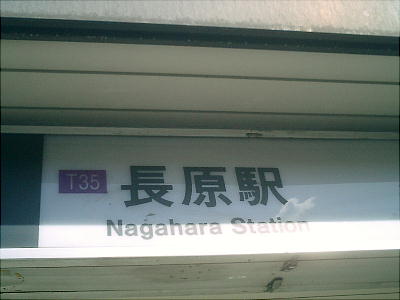 T35 長原駅
Nagahara Station